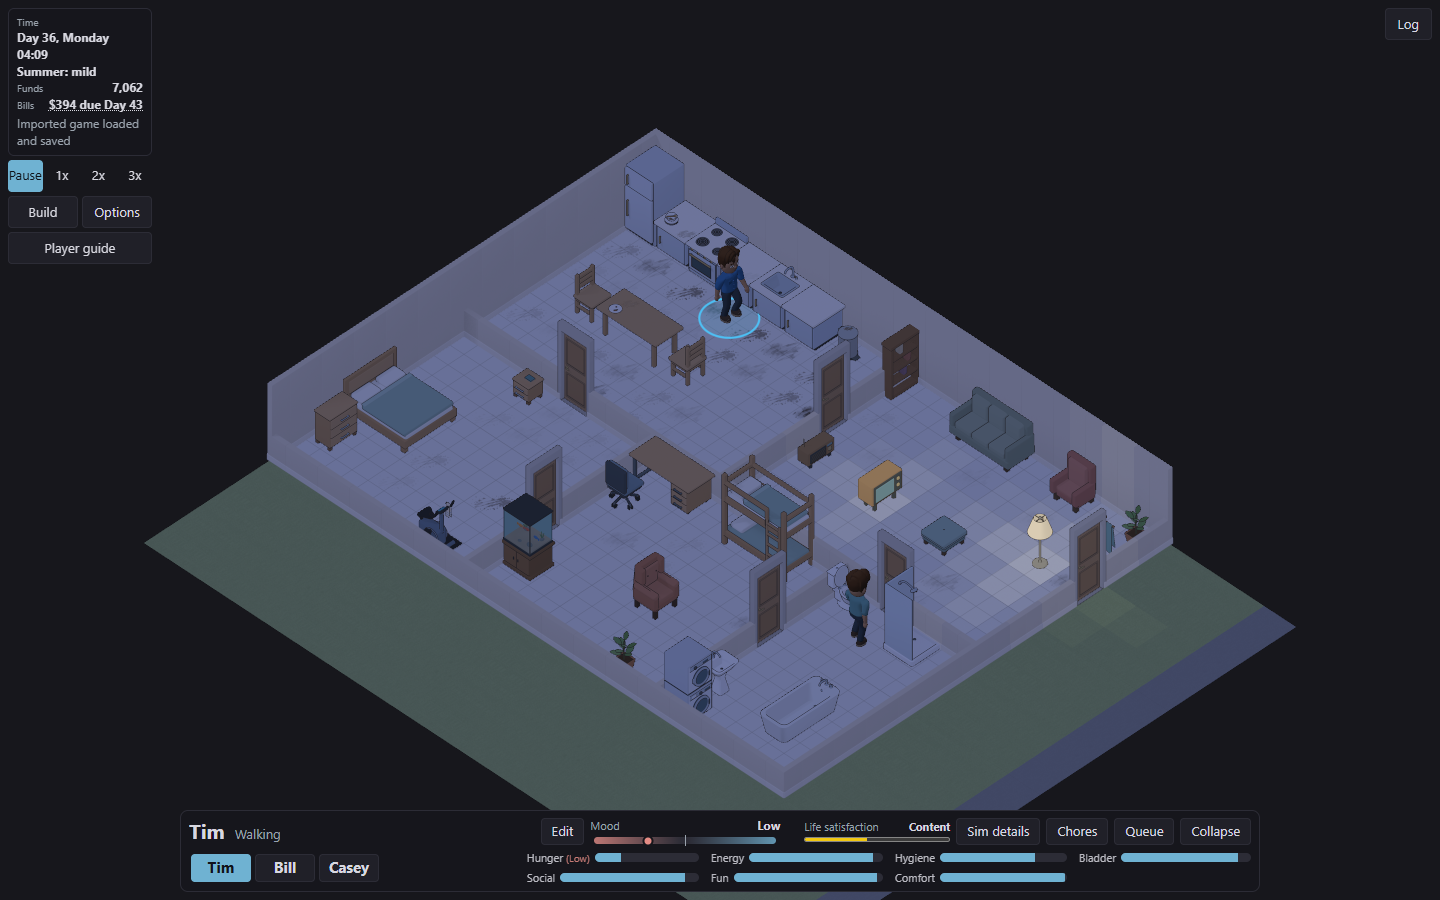 Time
Day 36, Monday
04:09
Summer: mild
Funds 7,062
Bills $394 due Day 43
Imported game loaded
and saved
Pause 1x 2x 3x
Build Options
Player guide
Log
Tim Walking
Edit
Mood Low
Life satisfaction Content
Sim details Chores Queue Collapse
Tim Bill Casey
Hunger (Low) Energy Hygiene Bladder
Social Fun Comfort